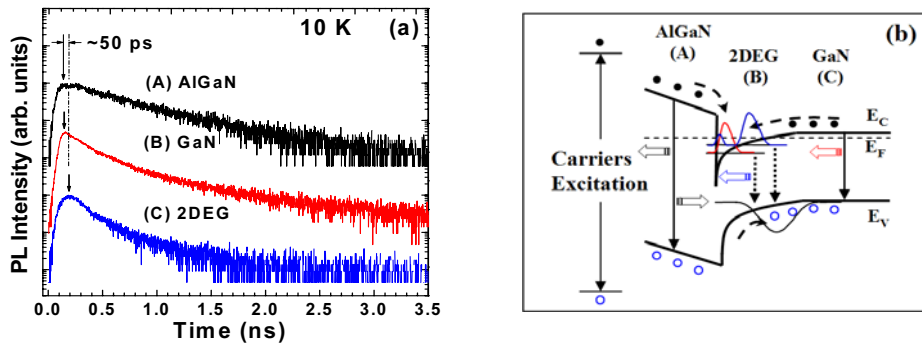 10 K (a)
~50 ps
(A) AlGaN
(B) GaN
(C) 2DEG
PL Intensity (arb. units)
0.0 0.5 1.0 1.5 2.0 2.5 3.0 3.5
Time (ns)
(b)
AlGaN
(A)
2DEG
(B)
GaN
(C)
E_C
E_F
Carriers
Excitation
E_V